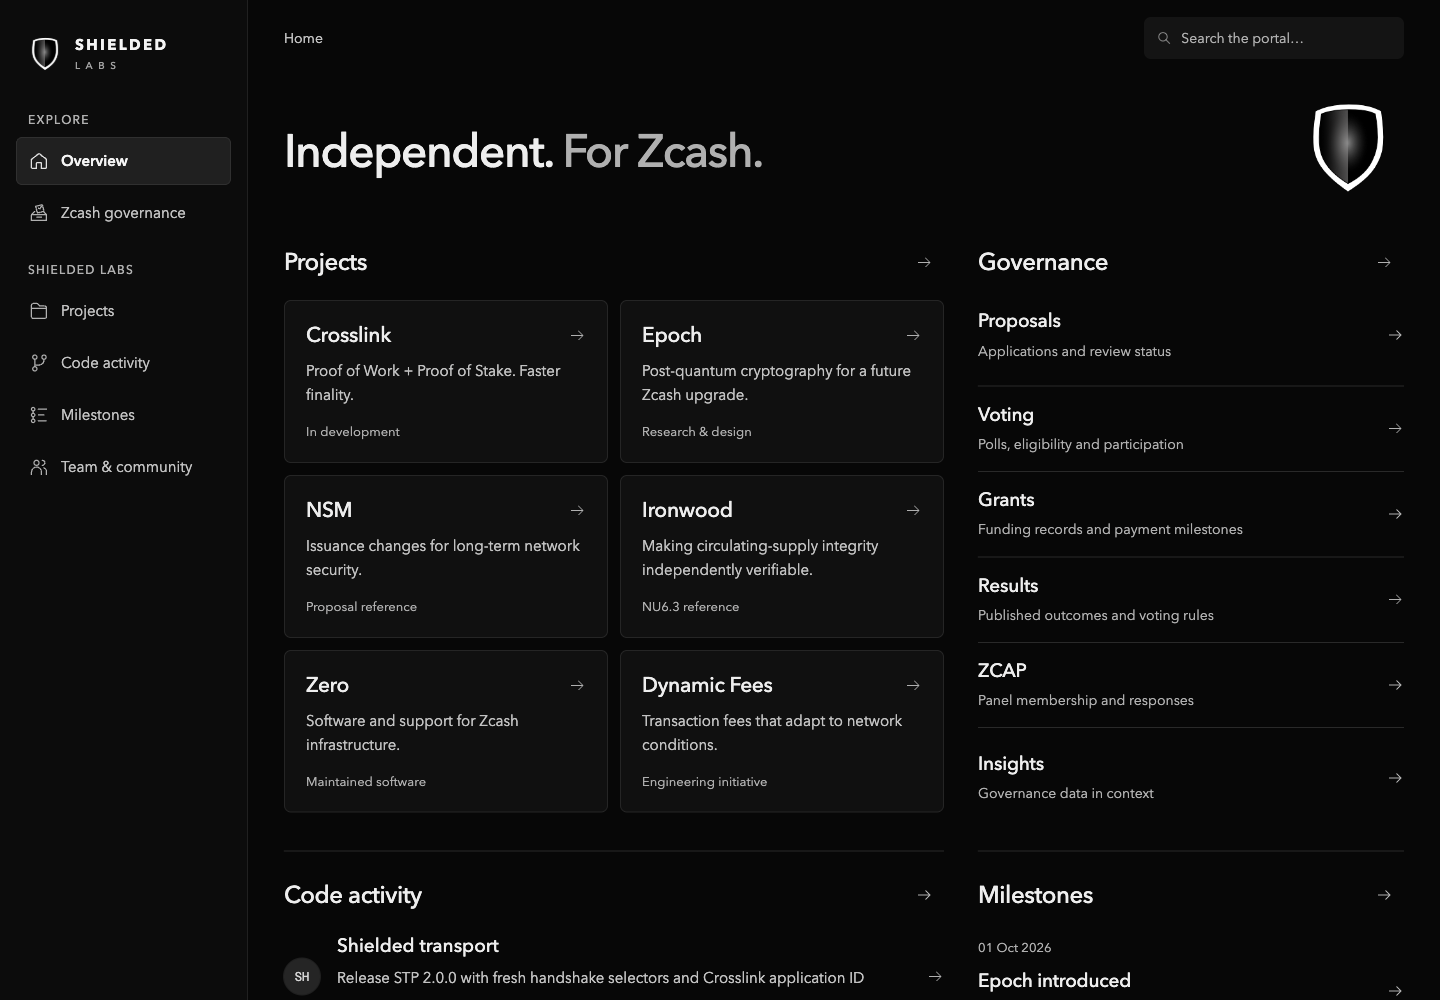 SHIELDED
LABS
EXPLORE
Overview
Zcash governance
SHIELDED LABS
Projects
Code activity
Milestones
Team & community
Home
Search the portal...
Independent. For Zcash.
Projects
Crosslink
Proof of Work + Proof of Stake. Faster
finality.
In development
Epoch
Post-quantum cryptography for a future
Zcash upgrade.
Research & design
NSM
Issuance changes for long-term network
security.
Proposal reference
Ironwood
Making circulating-supply integrity
independently verifiable.
NU6.3 reference
Zero
Software and support for Zcash
infrastructure.
Maintained software
Dynamic Fees
Transaction fees that adapt to network
conditions.
Engineering initiative
Governance
Proposals
Applications and review status
Voting
Polls, eligibility and participation
Grants
Funding records and payment milestones
Results
Published outcomes and voting rules
ZCAP
Panel membership and responses
Insights
Governance data in context
Code activity
SH
Shielded transport
Release STP 2.0.0 with fresh handshake selectors and Crosslink application ID
Milestones
01 Oct 2026
Epoch introduced